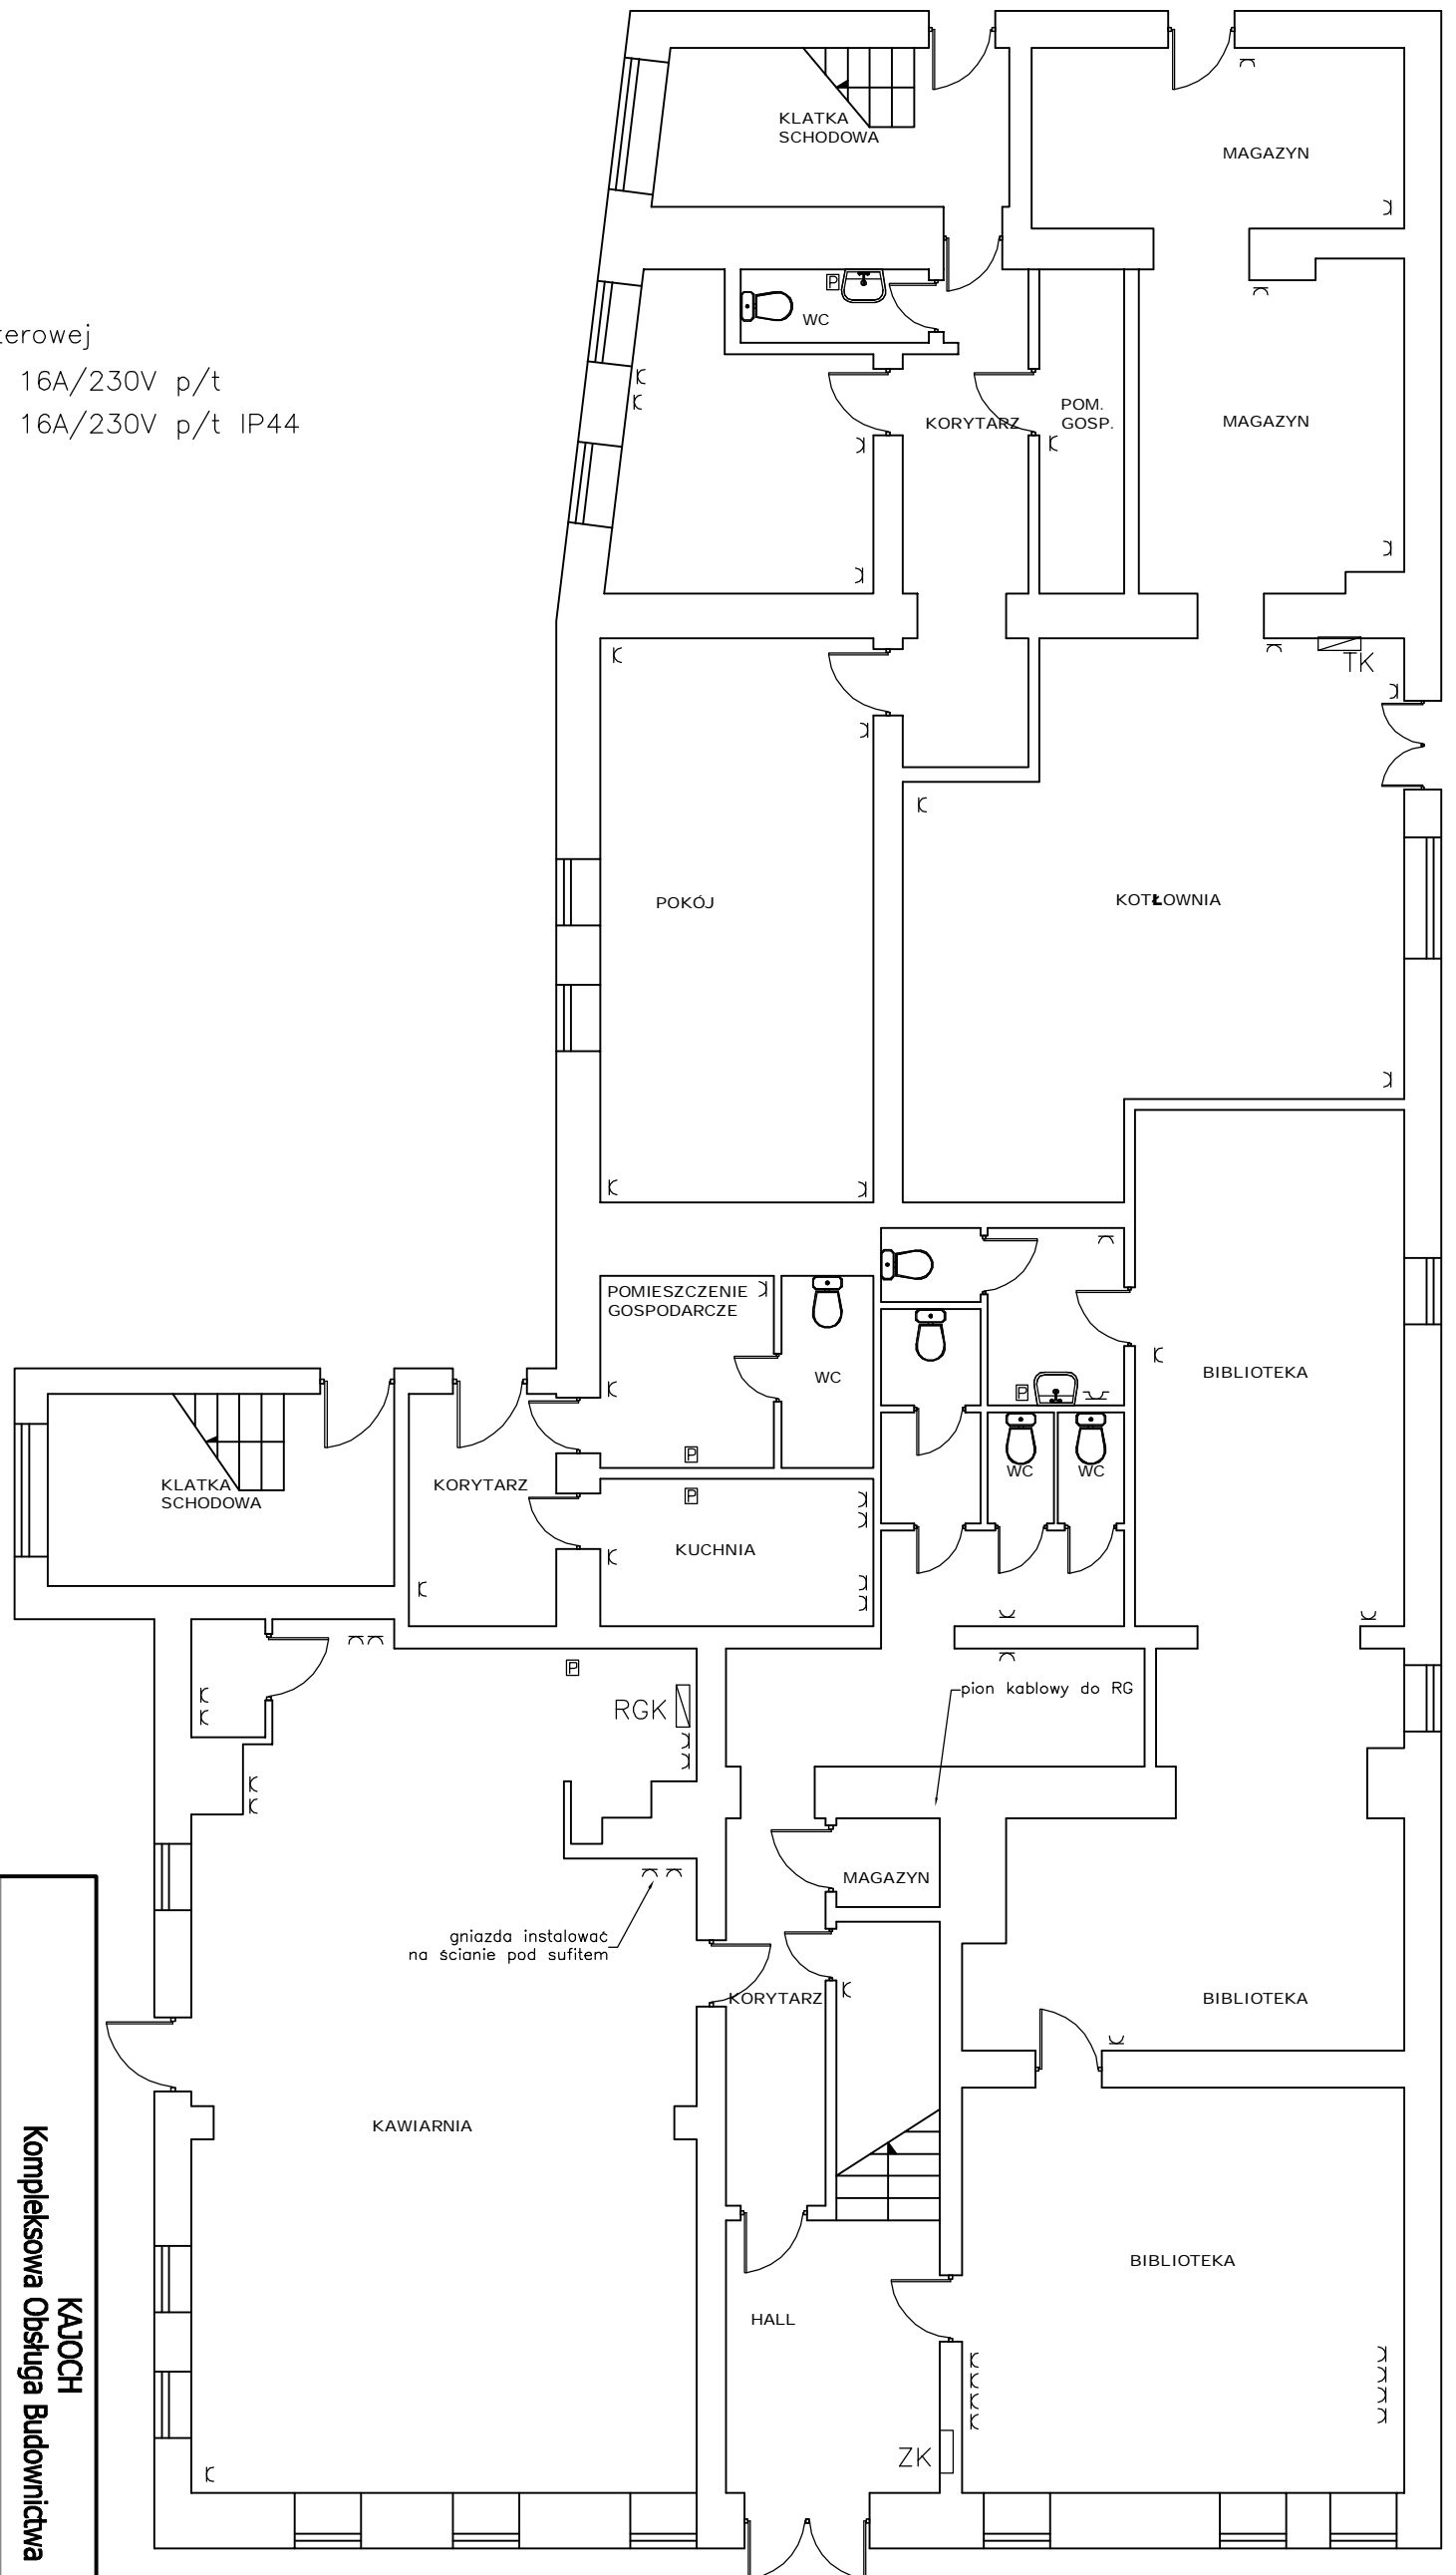 KLATKA
SCHODOWA
MAGAZYN
P
WC
terowej
16A/230V p/t
16A/230V p/t IP44
KORYTARZ
POM.
GOSP.
MAGAZYN
TK
POKÓJ
KOTŁOWNIA
POMIESZCZENIE
GOSPODARCZE
WC
BIBLIOTEKA
P
P
WC
WC
KLATKA
SCHODOWA
KORYTARZ
P
KUCHNIA
P
RGK
pion kablowy do RG
MAGAZYN
gniazda instalować
na ścianie pod sufitem
KORYTARZ
BIBLIOTEKA
KAWIARNIA
BIBLIOTEKA
HALL
ZK
KAJOCH
Kompleksowa Obsługa Budownictwa